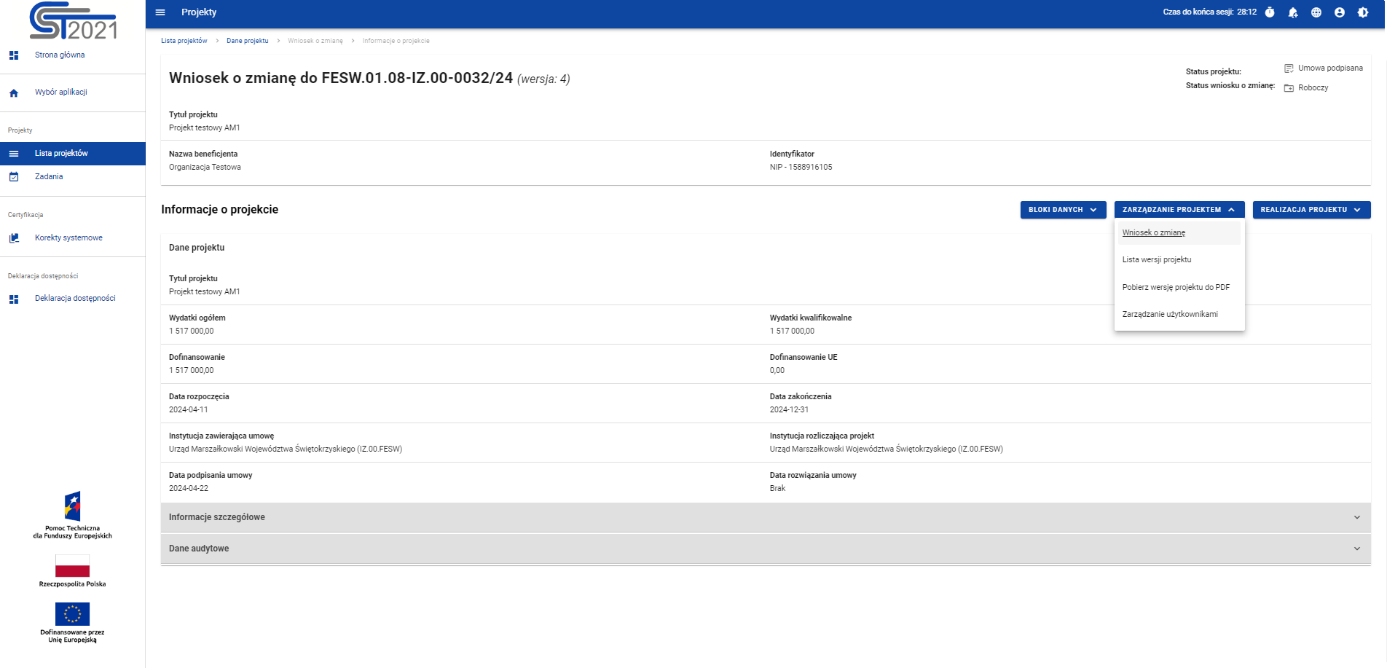 CST2021
Projekty
Czas do końca sesji: 28:12
Strona główna
Wybór aplikacji
Projekty
Lista projektów
Zadania
Certyfikacja
Korekty systemowe
Deklaracja dostępności
Deklaracja dostępności
Pomoc Techniczna
dla Funduszy Europejskich
Rzeczpospolita Polska
Dofinansowane przez
Unię Europejską
Lista projektów > Dane projektu > Wniosek o zmianę > Informacje o projekcie
Wniosek o zmianę do FESW.01.08-IZ.00-0032/24 (wersja: 4)
Status projektu: Umowa podpisana
Status wniosku o zmianę: Roboczy
Tytuł projektu
Projekt testowy AM1
Nazwa beneficjenta
Organizacja Testowa
Identyfikator
NIP - 1588916105
Informacje o projekcie
BLOKI DANYCH
ZARZĄDZANIE PROJEKTEM
REALIZACJA PROJEKTU
Wniosek o zmianę
Lista wersji projektu
Pobierz wersję projektu do PDF
Zarządzanie użytkownikami
Dane projektu
Tytuł projektu
Projekt testowy AM1
Wydatki ogółem
1 517 000,00
Wydatki kwalifikowalne
1 517 000,00
Dofinansowanie
1 517 000,00
Dofinansowanie UE
0,00
Data rozpoczęcia
2024-04-11
Data zakończenia
2024-12-31
Instytucja zawierająca umowę
Urząd Marszałkowski Województwa Świętokrzyskiego (IZ.00.FESW)
Instytucja rozliczająca projekt
Urząd Marszałkowski Województwa Świętokrzyskiego (IZ.00.FESW)
Data podpisania umowy
2024-04-22
Data rozwiązania umowy
Brak
Informacje szczegółowe
Dane audytowe